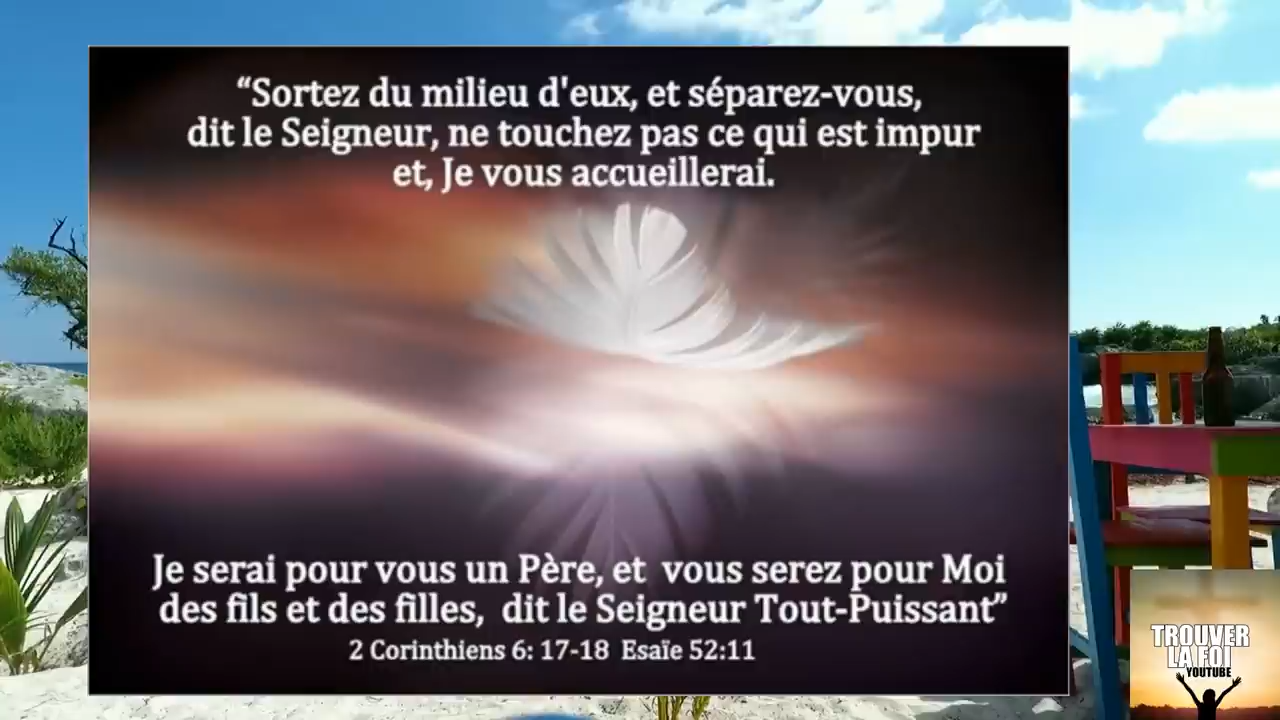 “Sortez du milieu d'eux, et séparez-vous,
dit le Seigneur, ne touchez pas ce qui est impur
et, Je vous accueillerai.
Je serai pour vous un Père, et vous serez pour Moi
des fils et des filles, dit le Seigneur Tout-Puissant”
2 Corinthiens 6: 17-18 Esaïe 52:11
TROUVER
LA FOI
YOUTUBE